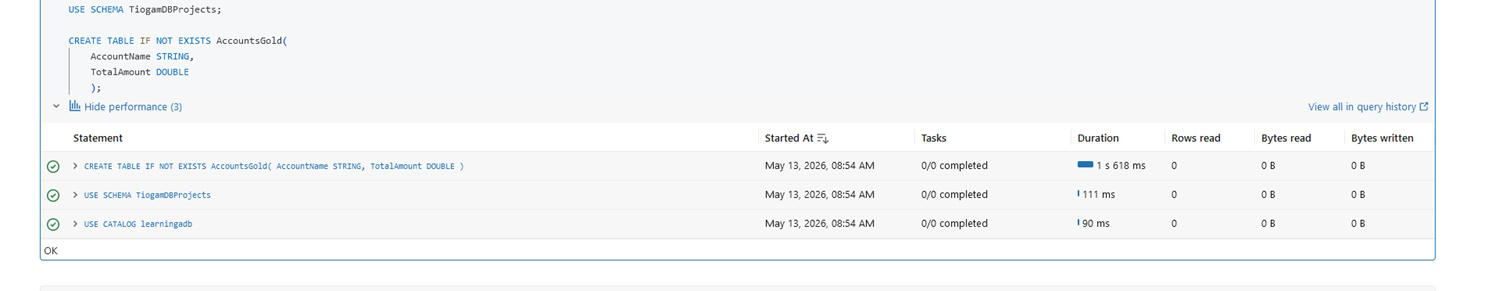 USE SCHEMA TiogamDBProjects;
CREATE TABLE IF NOT EXISTS AccountsGold(
AccountName STRING,
TotalAmount DOUBLE
);
Hide performance (3)
View all in query history
Statement Started At Tasks Duration Rows read Bytes read Bytes written
CREATE TABLE IF NOT EXISTS AccountsGold( AccountName STRING, TotalAmount DOUBLE ) May 13, 2026, 08:54 AM 0/0 completed 1 s 618 ms 0 0 B 0 B
USE SCHEMA TiogamDBProjects May 13, 2026, 08:54 AM 0/0 completed 111 ms 0 0 B 0 B
USE CATALOG learningadb May 13, 2026, 08:54 AM 0/0 completed 90 ms 0 0 B 0 B
OK